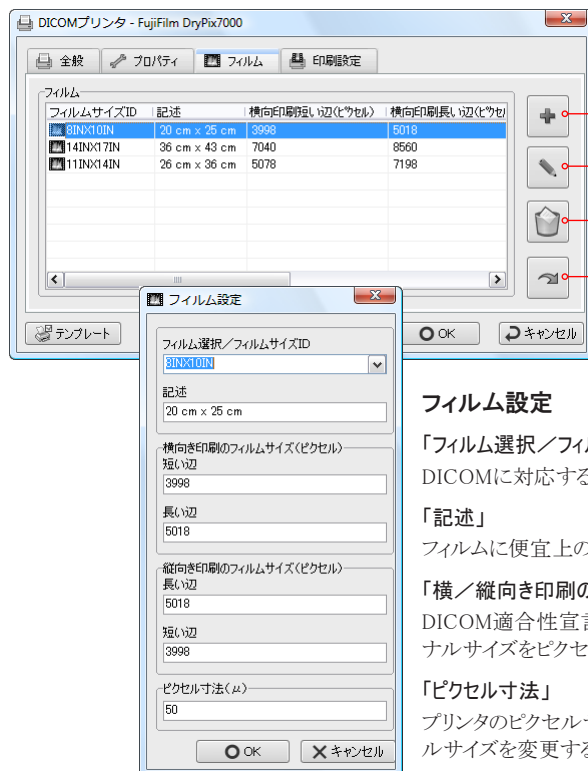 DICOMプリンタ - FujiFilm DryPix7000
全般 プロパティ フィルム 印刷設定
フィルム
フィルムサイズID 記述 横向印刷短い辺(ピクセル) 横向印刷長い辺(ピクセ
8INX10IN 20 cm x 25 cm 3998 5018
14INX17IN 36 cm x 43 cm 7040 8560
11INX14IN 26 cm x 36 cm 5078 7198
テンプレート OK キャンセル
フィルム設定
フィルム選択／フィルムサイズID
8INX10IN
記述
20 cm x 25 cm
横向き印刷のフィルムサイズ(ピクセル)
短い辺
3998
長い辺
5018
縦向き印刷のフィルムサイズ(ピクセル)
長い辺
5018
短い辺
3998
ピクセル寸法(μ)
50
OK キャンセル
フィルム設定
「フィルム選択／フィ
DICOMに対応する
「記述」
フィルムに便宜上の
「横／縦向き印刷の
DICOM適合性宣
ナルサイズをピクセ
「ピクセル寸法」
プリンタのピクセル
ルサイズを変更する